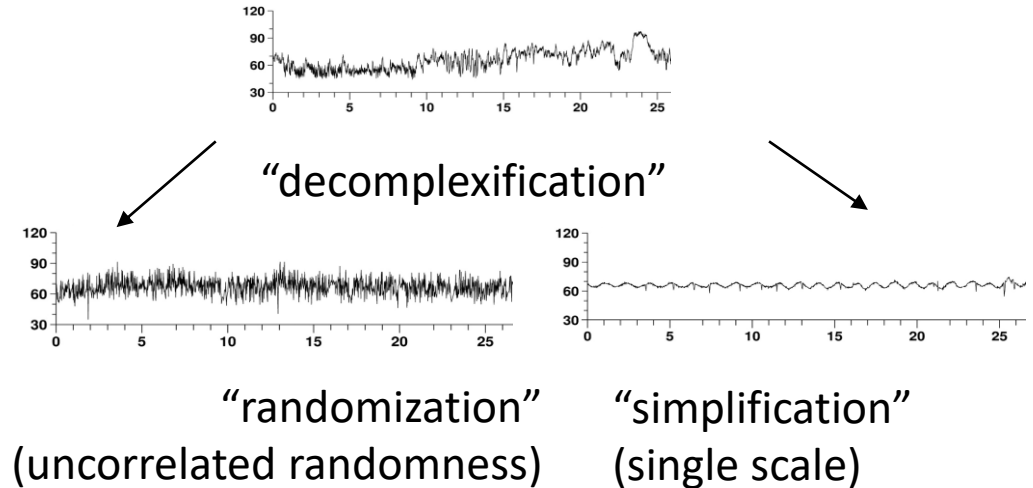 120
90
60
30
0 5 10 15 20 25
“decomplexification”
120
90
60
30
0 5 10 15 20 25
120
90
60
30
0 5 10 15 20 25
“randomization”
(uncorrelated randomness)
“simplification”
(single scale)